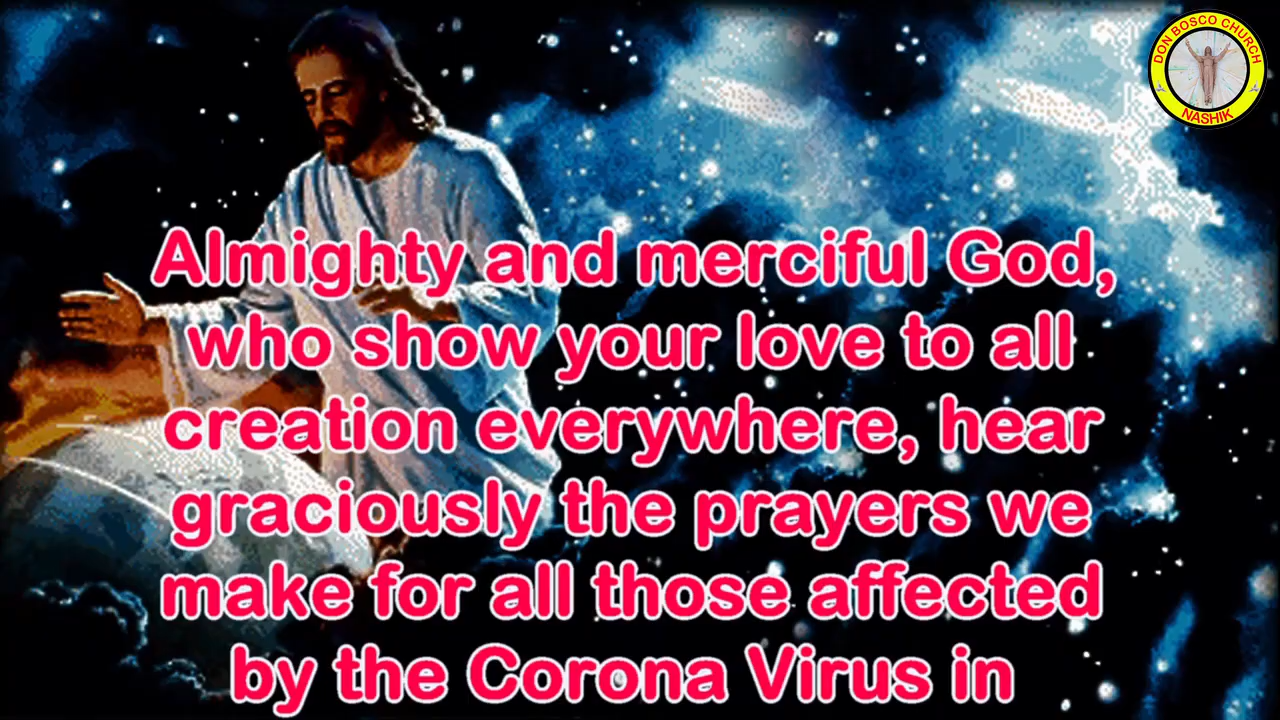 DON BOSCO CHURCH
NASHIK
Almighty and merciful God,
who show your love to all
creation everywhere, hear
graciously the prayers we
make for all those affected
by the Corona Virus in